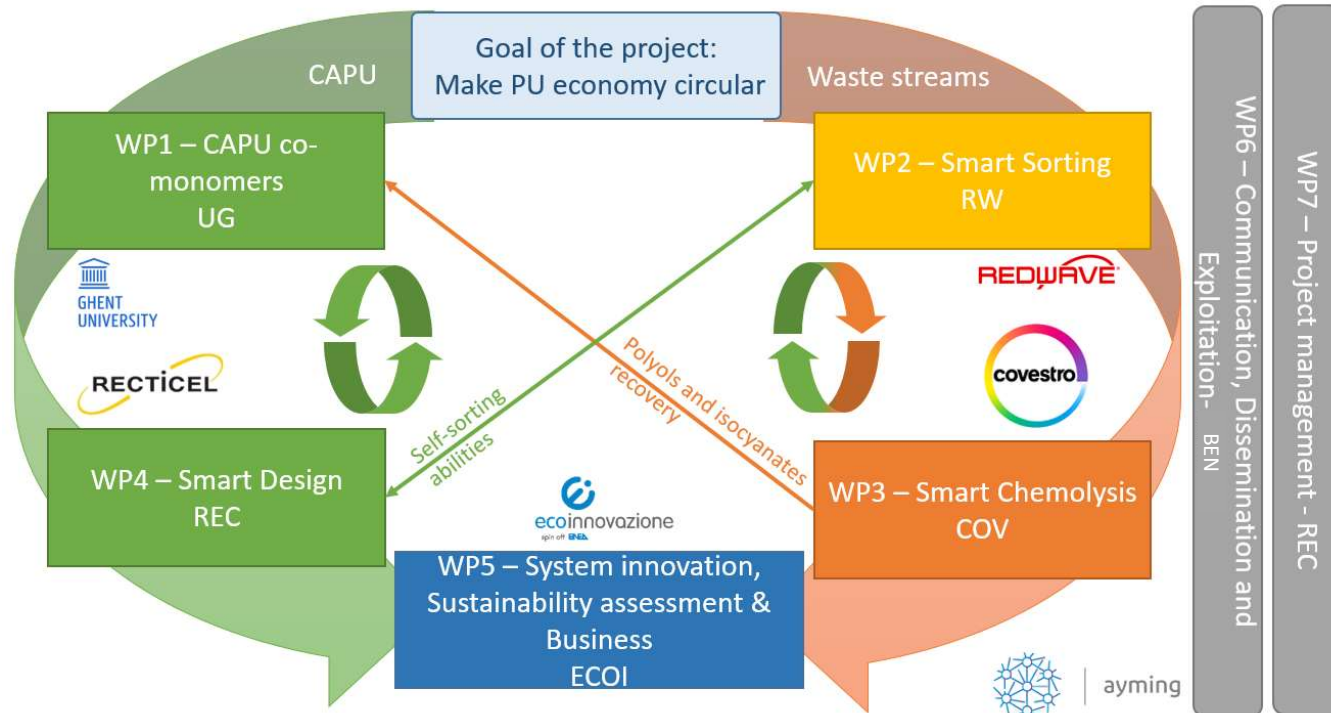 Goal of the project:
Make PU economy circular
CAPU
Waste streams
WP1 – CAPU co-
monomers
UG
WP2 – Smart Sorting
RW
GHENT
UNIVERSITY
RECTICEL
REDWAVE
covestro
Self-sorting
abilities
Polyols and isocyanates
recovery
WP4 – Smart Design
REC
WP3 – Smart Chemolysis
COV
ecoinnovazione
spin off ENEA
WP5 – System innovation,
Sustainability assessment &
Business
ECOI
ayming
WP6 – Communication, Dissemination and
Exploitation- BEN
WP7 – Project management - REC